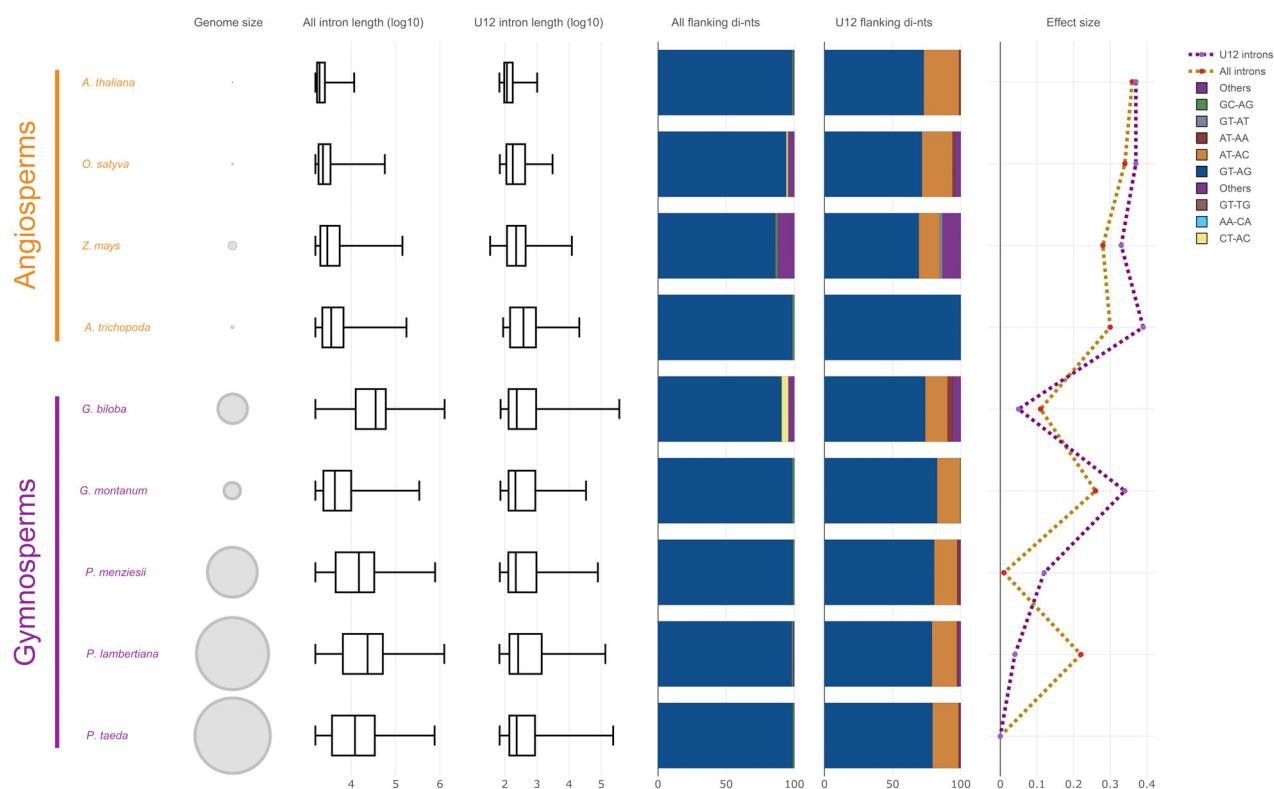 Genome size
All intron length (log10)
U12 intron length (log10)
All flanking di-nts
U12 flanking di-nts
Effect size
Angiosperms
A. thaliana
O. satyva
Z. mays
A. trichopoda
Gymnosperms
G. biloba
G. montanum
P. menziesii
P. lambertiana
P. taeda
4 5 6
2 3 4 5
0 50 100
0 50 100
0 0.1 0.2 0.3 0.4
U12 introns
All introns
Others
GC-AG
GT-AT
AT-AA
AT-AC
GT-AG
Others
GT-TG
AA-CA
CT-AC